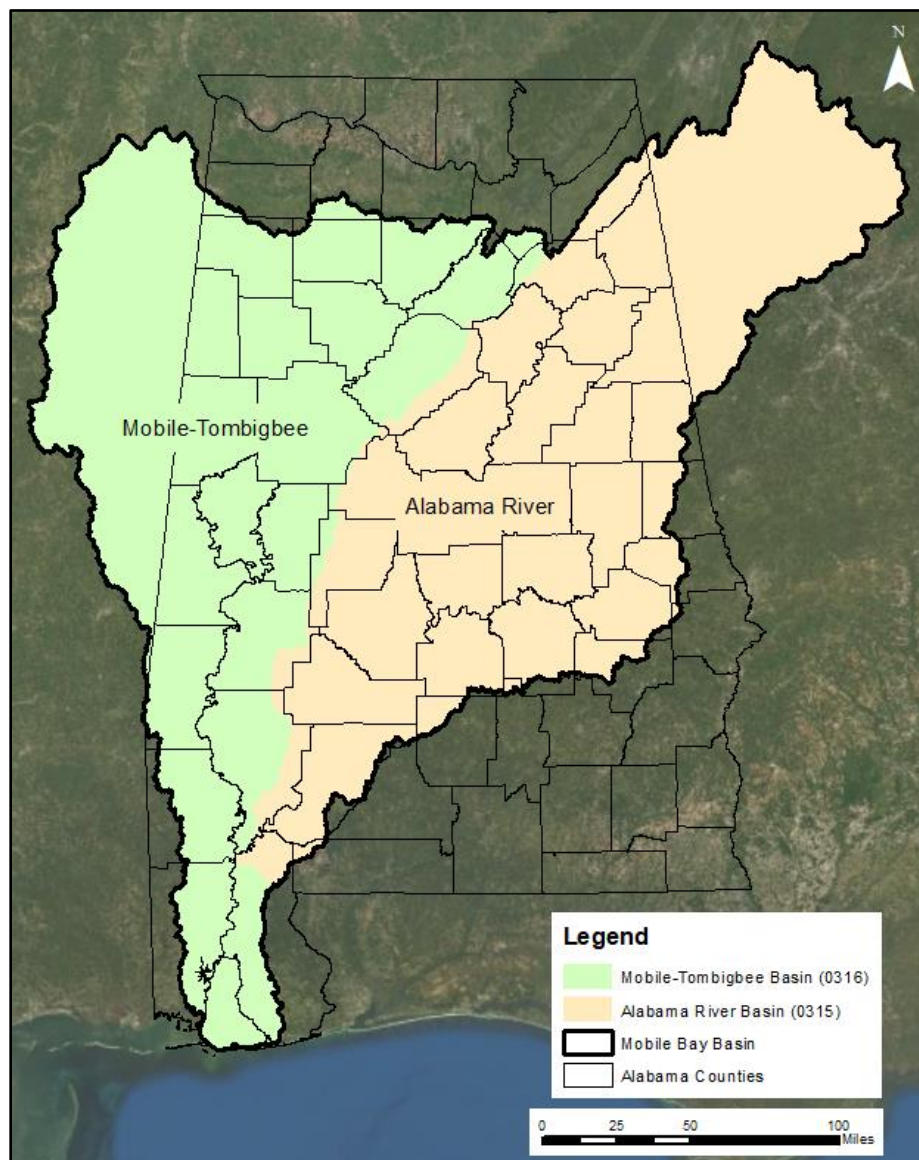 N
Mobile-Tombigbee
Alabama River
Legend
Mobile-Tombigbee Basin (0316)
Alabama River Basin (0315)
Mobile Bay Basin
Alabama Counties
0 25 50 100
Miles